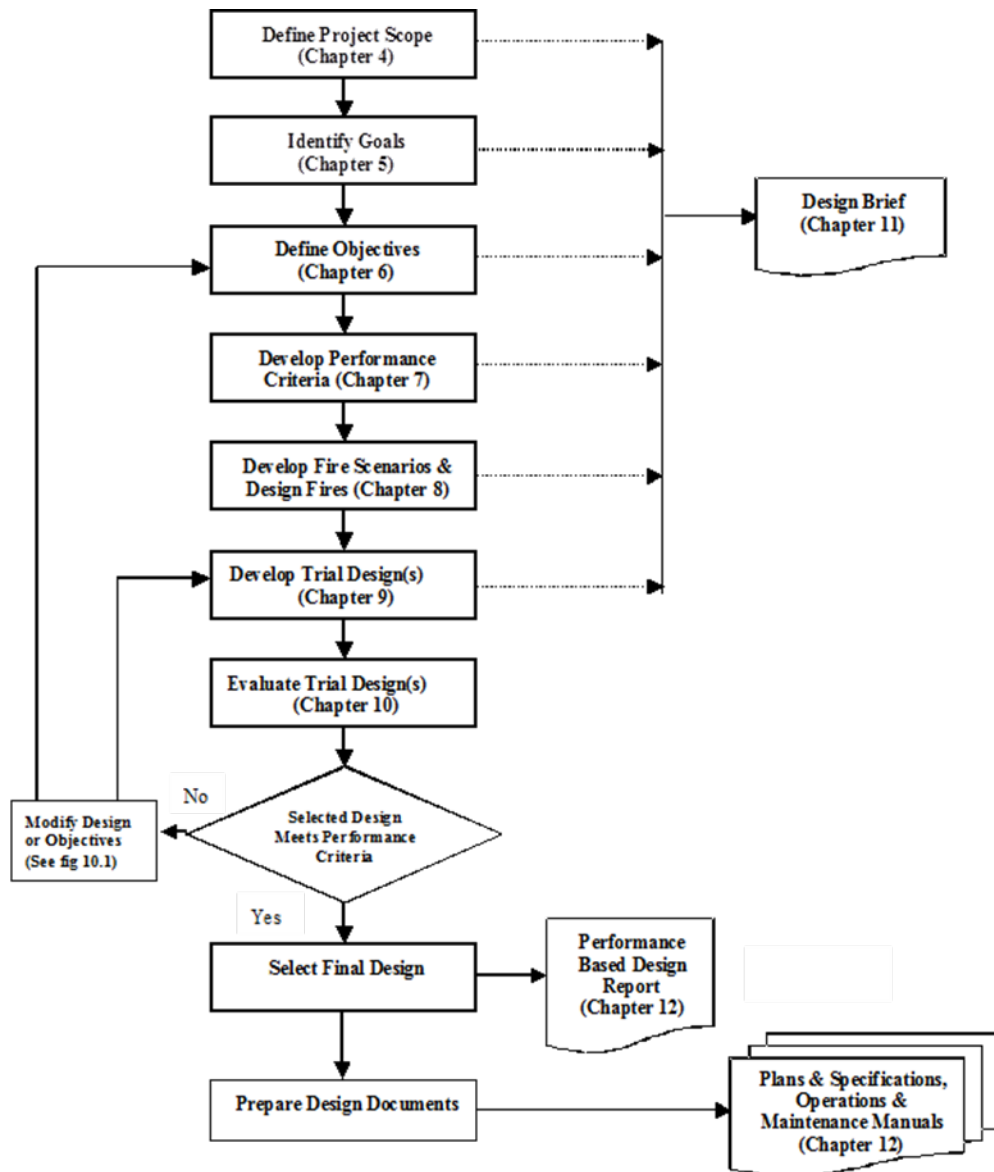 Define Project Scope
(Chapter 4)
Identify Goals
(Chapter 5)
Design Brief
(Chapter 11)
Define Objectives
(Chapter 6)
Develop Performance
Criteria (Chapter 7)
Develop Fire Scenarios &
Design Fires (Chapter 8)
Develop Trial Design(s)
(Chapter 9)
Evaluate Trial Design(s)
(Chapter 10)
No
Modify Design
or Objectives
(See fig 10.1)
Selected Design
Meets Performance
Criteria
Yes
Select Final Design
Performance
Based Design
Report
(Chapter 12)
Prepare Design Documents
Plans & Specifications,
Operations &
Maintenance Manuals
(Chapter 12)